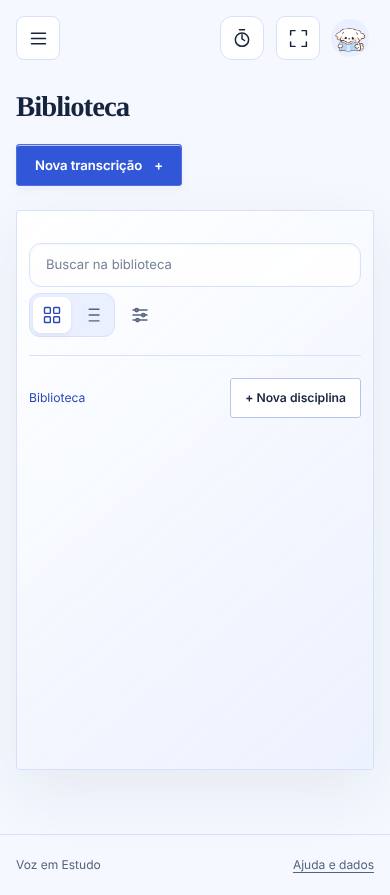 Biblioteca
Nova transcrição +
Buscar na biblioteca
Biblioteca
+ Nova disciplina
Voz em Estudo
Ajuda e dados